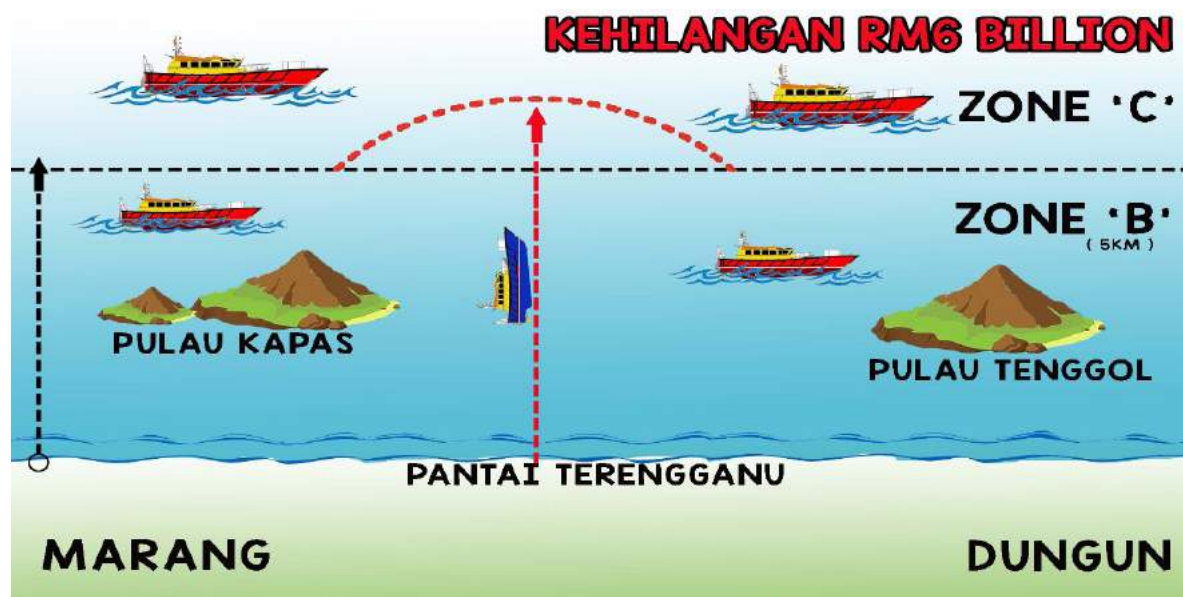 KEHILANGAN RM6 BILLION
ZONE 'C'
ZONE 'B'
( 5KM )
PULAU KAPAS
PULAU TENGGOL
PANTAI TERENGGANU
MARANG
DUNGUN